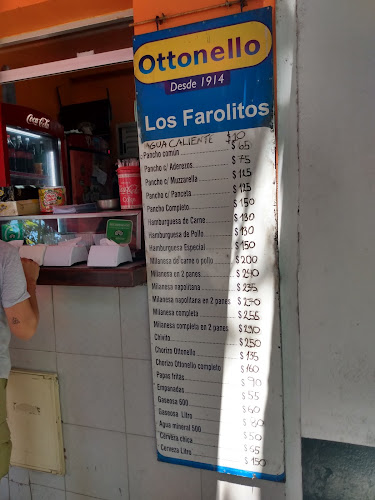 Ottonello
Desde 1914
Los Farolitos
AGUA CALIENTE $10
Pancho común $65
Pancho c/ Aderezos $75
Pancho c/ Muzzarella $125
Pancho c/ Panceta $125
Pancho Completo $150
Hamburguesa de Carne $130
Hamburguesa de Pollo $130
Hamburguesa Especial $150
Milanesa de carne o pollo $200
Milanesa en 2 panes $240
Milanesa napolitana $235
Milanesa napolitana en 2 panes $270
Milanesa completa $255
Milanesa completa en 2 panes $290
Chivito $250
Chorizo Ottonello $135
Chorizo Ottonello completo $160
Papas fritas $90
Empanadas $55
Gaseosa 500 $60
Gaseosa Litro
Agua mineral 500 $50
Cerveza chica
Cerveza Litro $150
Coca-Cola